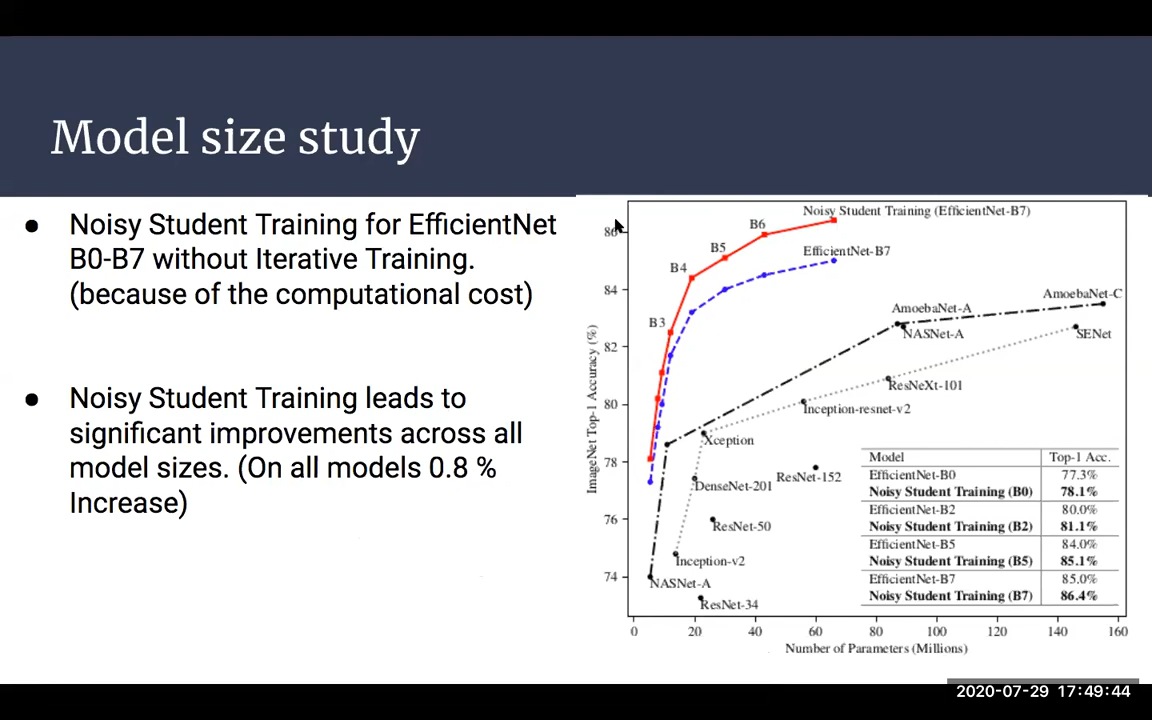 Model size study
● Noisy Student Training for EfficientNet
B0-B7 without Iterative Training.
(because of the computational cost)
● Noisy Student Training leads to
significant improvements across all
model sizes. (On all models 0.8 %
Increase)
Noisy Student Training (EfficientNet-B7)
B6
86
B5
EfficientNet-B7
B4
84
AmoebaNet-C
AmoebaNet-A
B3
NASNet-A
SENet
82
ResNeXt-101
80
Inception-resnet-v2
Xception
78
ResNet-152
DenseNet-201
76
ResNet-50
Inception-v2
74
NASNet-A
ResNet-34
ImageNet Top-1 Accuracy (%)
Model Top-1 Acc.
EfficientNet-B0 77.3%
Noisy Student Training (B0) 78.1%
EfficientNet-B2 80.0%
Noisy Student Training (B2) 81.1%
EfficientNet-B5 84.0%
Noisy Student Training (B5) 85.1%
EfficientNet-B7 85.0%
Noisy Student Training (B7) 86.4%
0 20 40 60 80 100 120 140 160
Number of Parameters (Millions)
2020-07-29 17:49:44